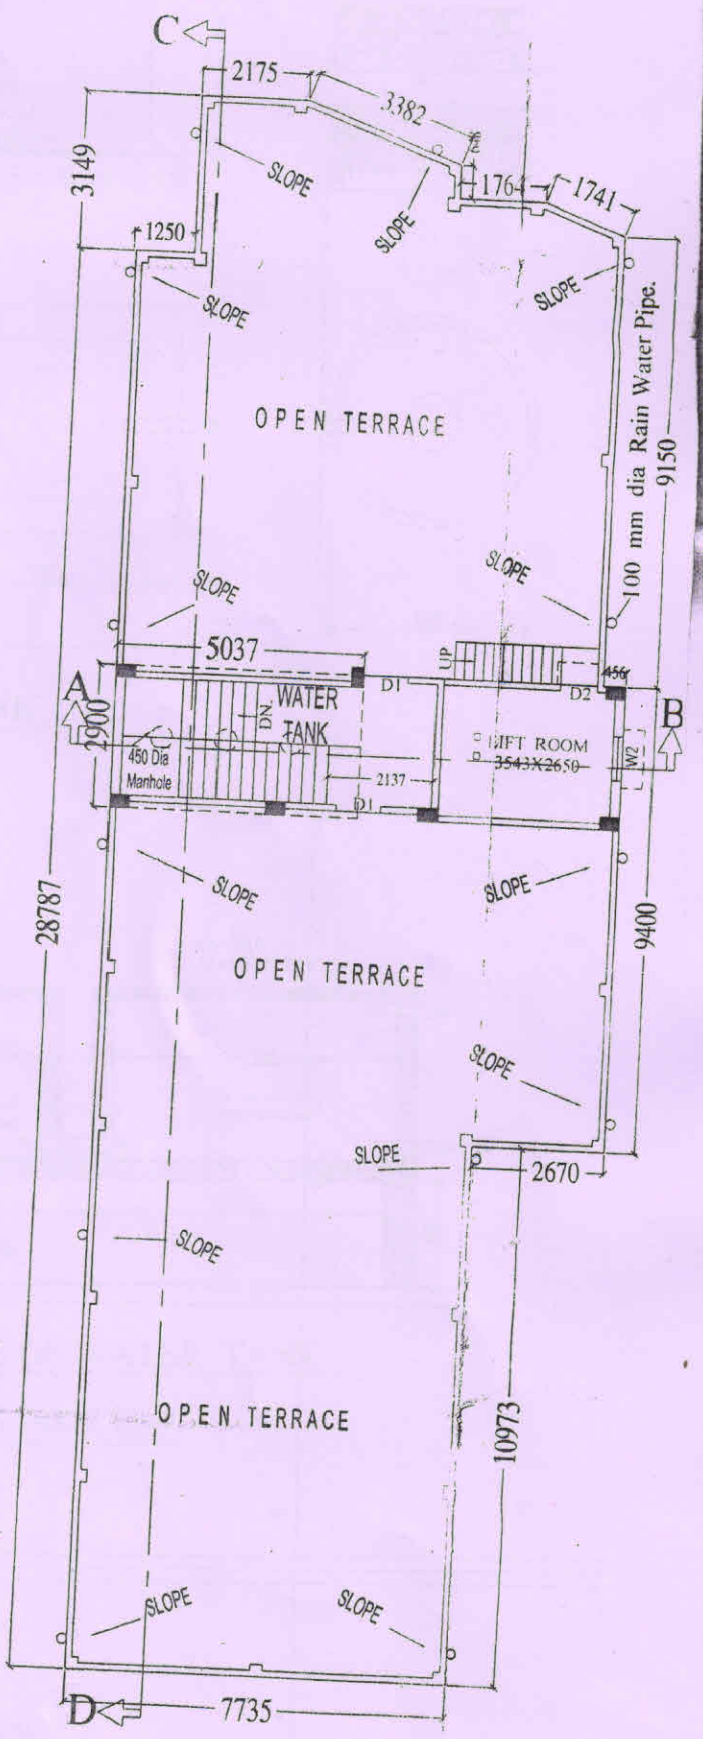 C
2175
3382
3149
SLOPE
1764
1741
1250
SLOPE
SLOPE
SLOPE
OPEN TERRACE
100 mm dia Rain Water Pipe.
9150
SLOPE
SLOPE
5037
UP
456
A
2900
D1
D2
B
WATER
TANK
DN
LIFT ROOM
3543X2650
W2
450 Dia
Manhole
2137
D1
SLOPE
SLOPE
28787
9400
OPEN TERRACE
SLOPE
SLOPE
2670
SLOPE
10973
OPEN TERRACE
SLOPE
SLOPE
D
7735